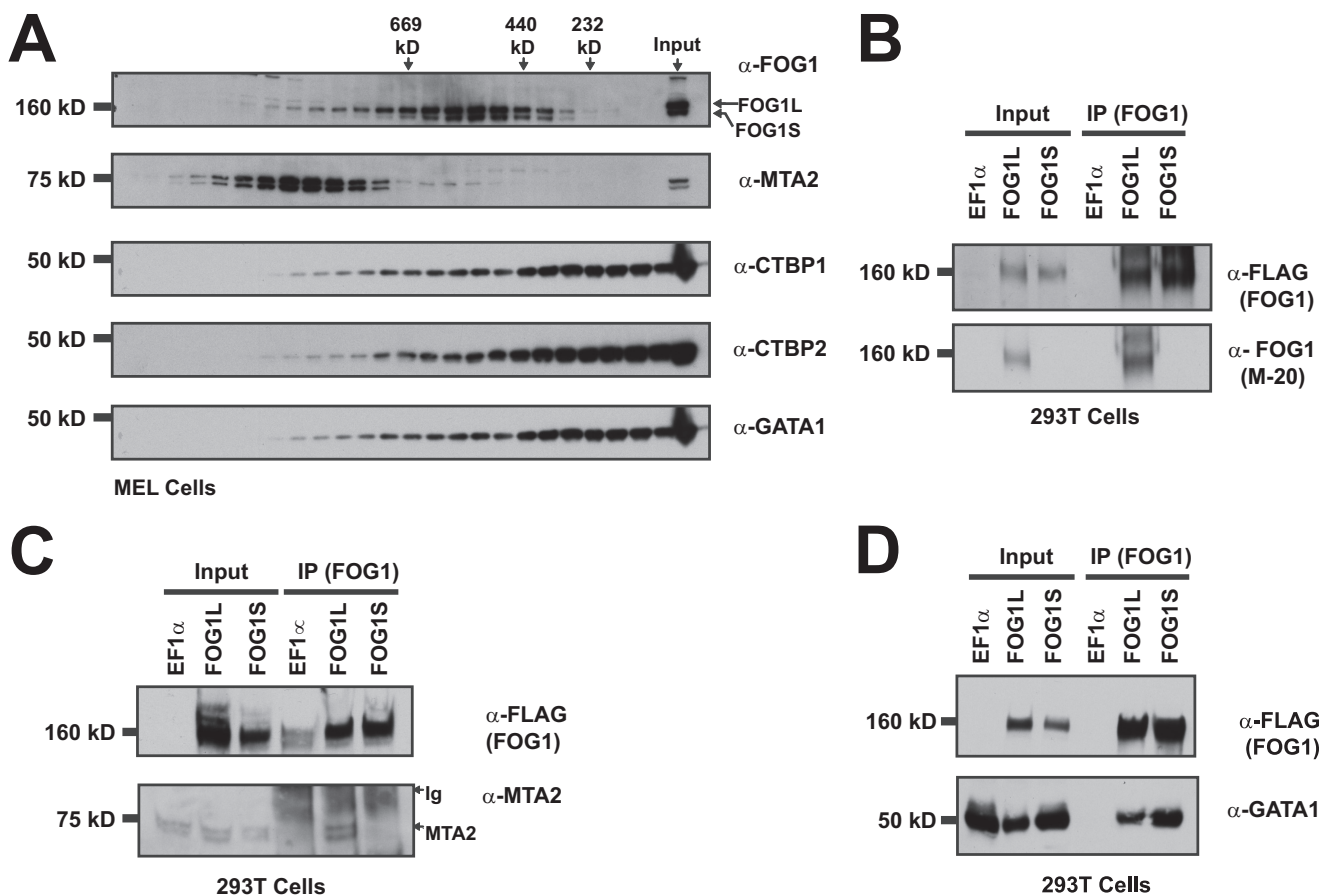 A
669 kD
440 kD
232 kD
Input
α-FOG1
160 kD
FOG1L
FOG1S
75 kD
α-MTA2
50 kD
α-CTBP1
50 kD
α-CTBP2
50 kD
α-GATA1
MEL Cells
B
Input
IP (FOG1)
EF1α
FOG1L
FOG1S
EF1α
FOG1L
FOG1S
160 kD
α-FLAG
(FOG1)
160 kD
α- FOG1
(M-20)
293T Cells
C
Input
IP (FOG1)
EF1α
FOG1L
FOG1S
EF1∝
FOG1L
FOG1S
160 kD
α-FLAG
(FOG1)
Ig
α-MTA2
75 kD
MTA2
293T Cells
D
Input
IP (FOG1)
EF1α
FOG1L
FOG1S
EF1α
FOG1L
FOG1S
160 kD
α-FLAG
(FOG1)
50 kD
α-GATA1
293T Cells